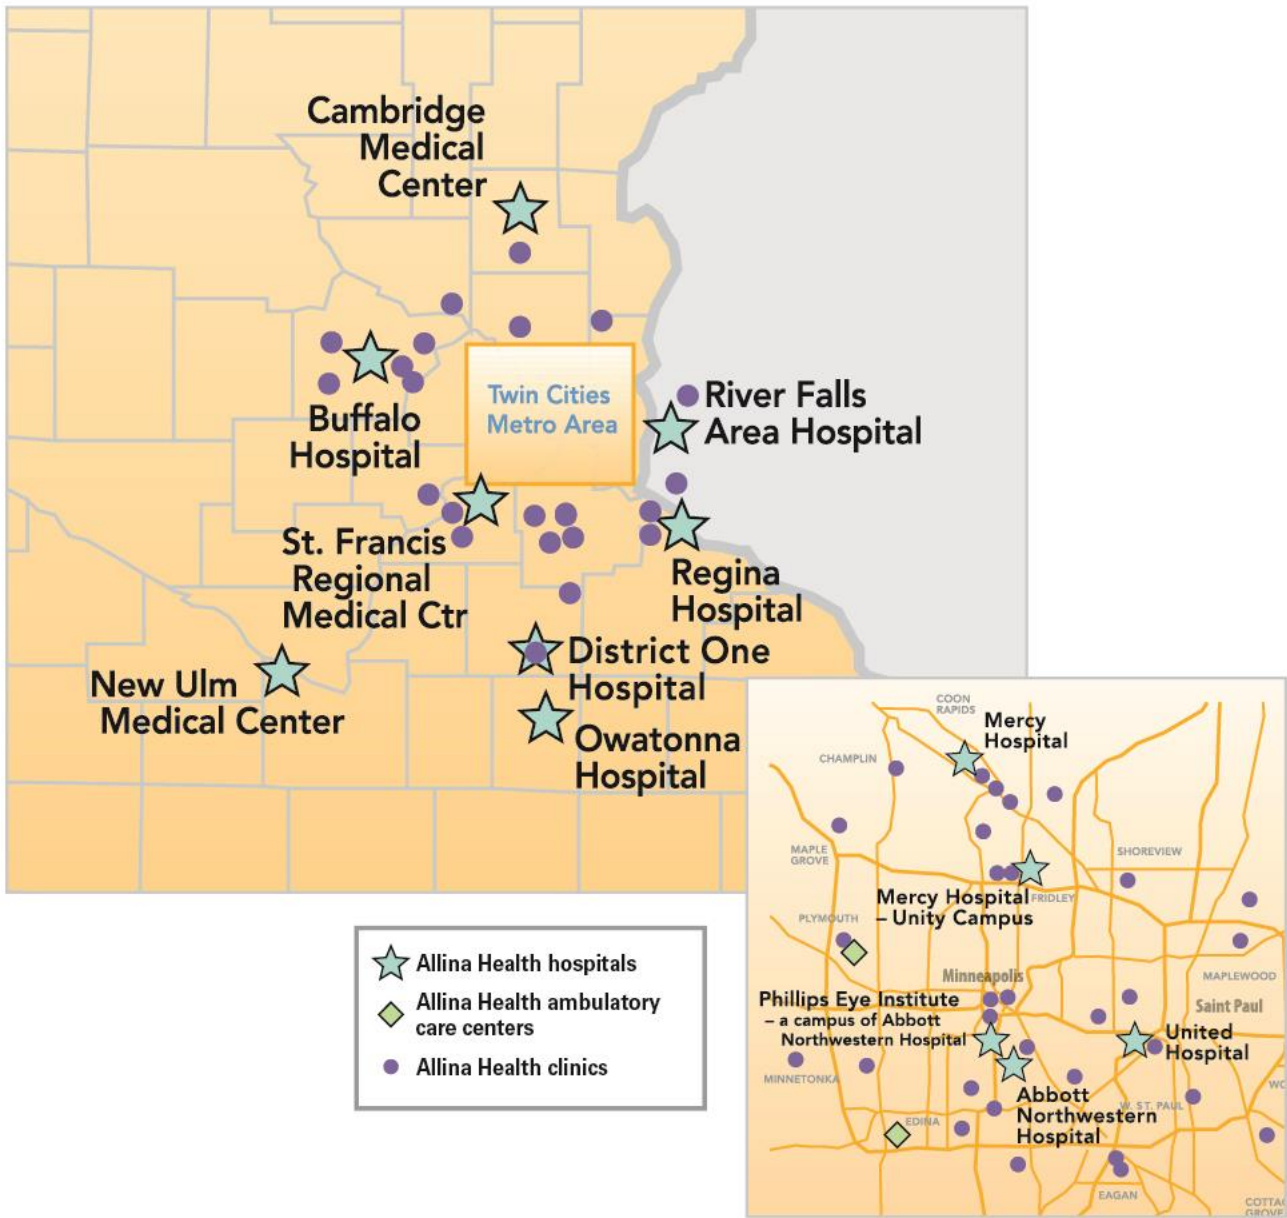 Cambridge
Medical
Center
Twin Cities
Metro Area
River Falls
Area Hospital
Buffalo
Hospital
St. Francis
Regional
Medical Ctr
Regina
Hospital
District One
Hospital
New Ulm
Medical Center
Owatonna
Hospital
COON
RAPIDS
Mercy
Hospital
CHAMPLIN
MAPLE
GROVE
SHOREVIEW
Mercy Hospital
– Unity Campus
FRIDLEY
PLYMOUTH
Minneapolis
MAPLEWOOD
Phillips Eye Institute
– a campus of Abbott
Northwestern Hospital
Saint Paul
United
Hospital
MINNETONKA
WO
Abbott
Northwestern
Hospital
W. ST. PAUL
EDINA
EAGAN
COTTAG
GROVE
Allina Health hospitals
Allina Health ambulatory
care centers
Allina Health clinics